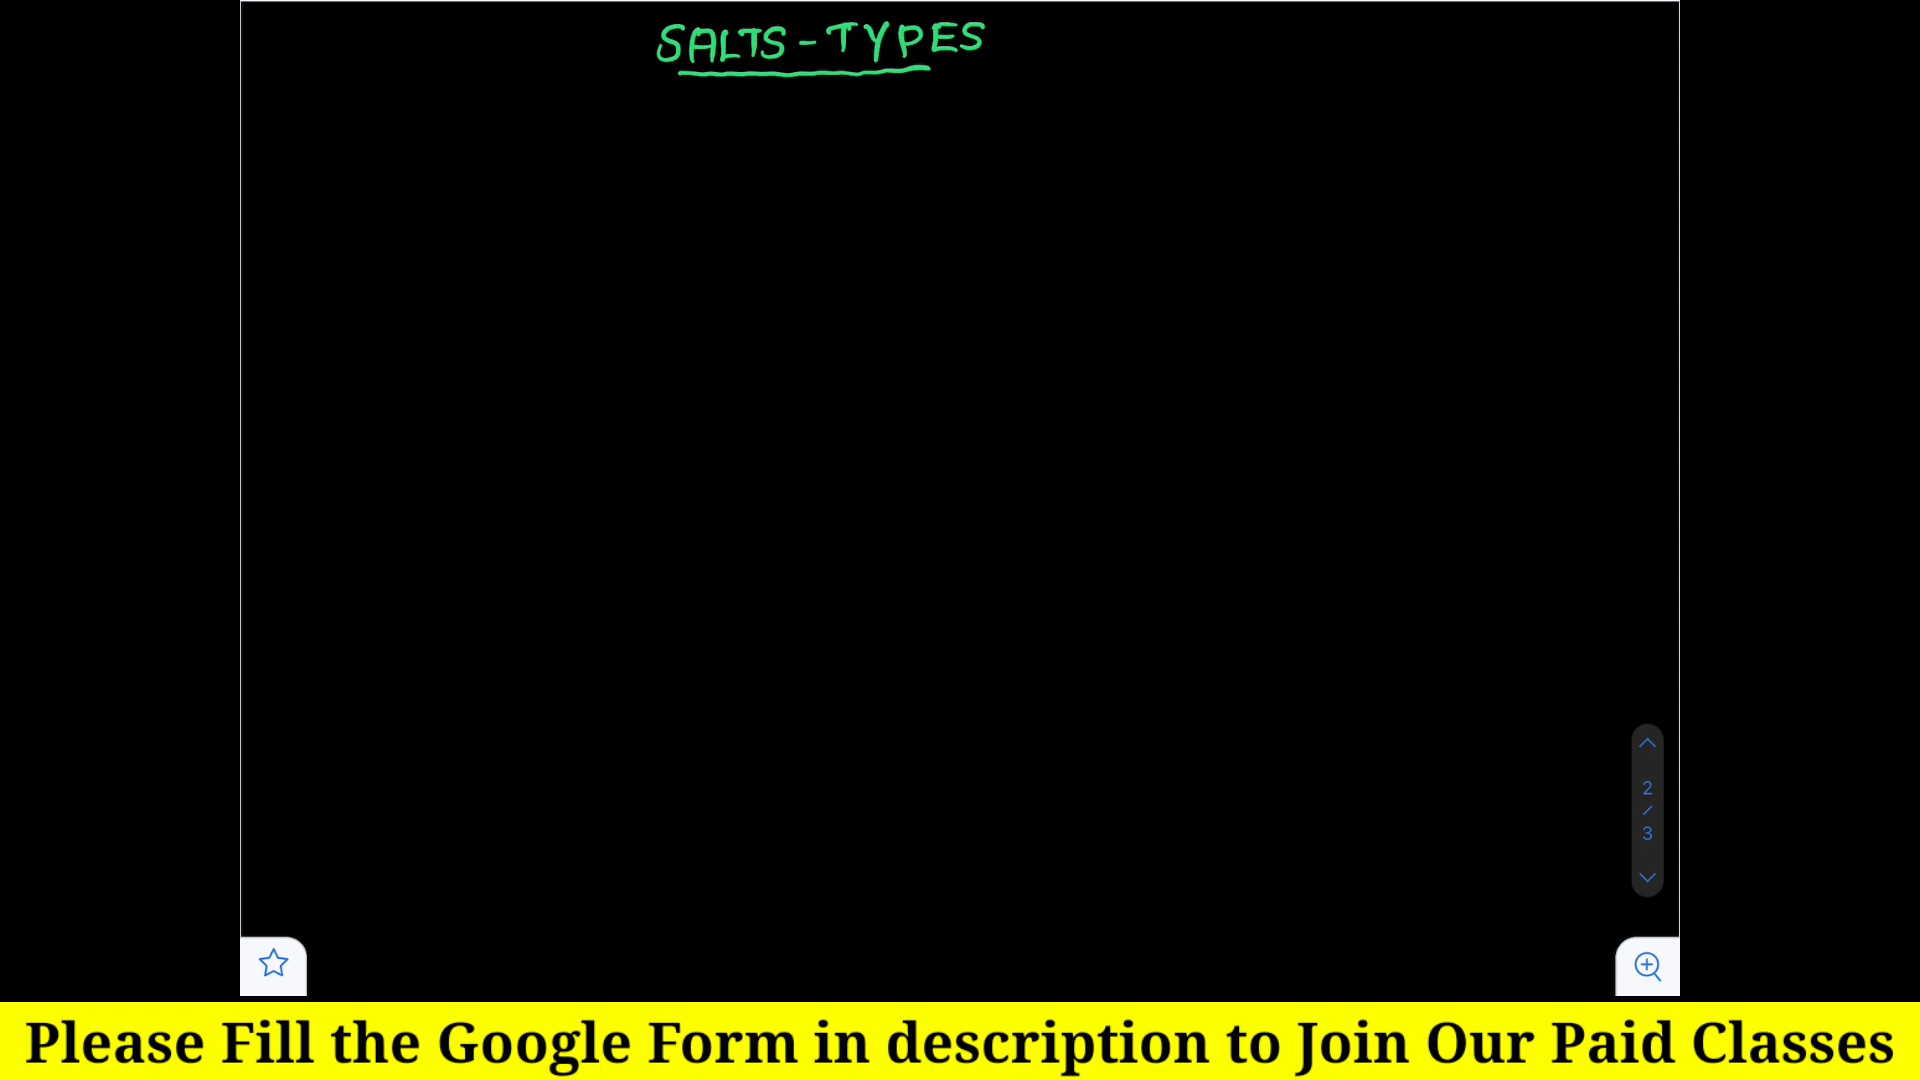 SALTS - TYPES
2
/
3
Please Fill the Google Form in description to Join Our Paid Classes